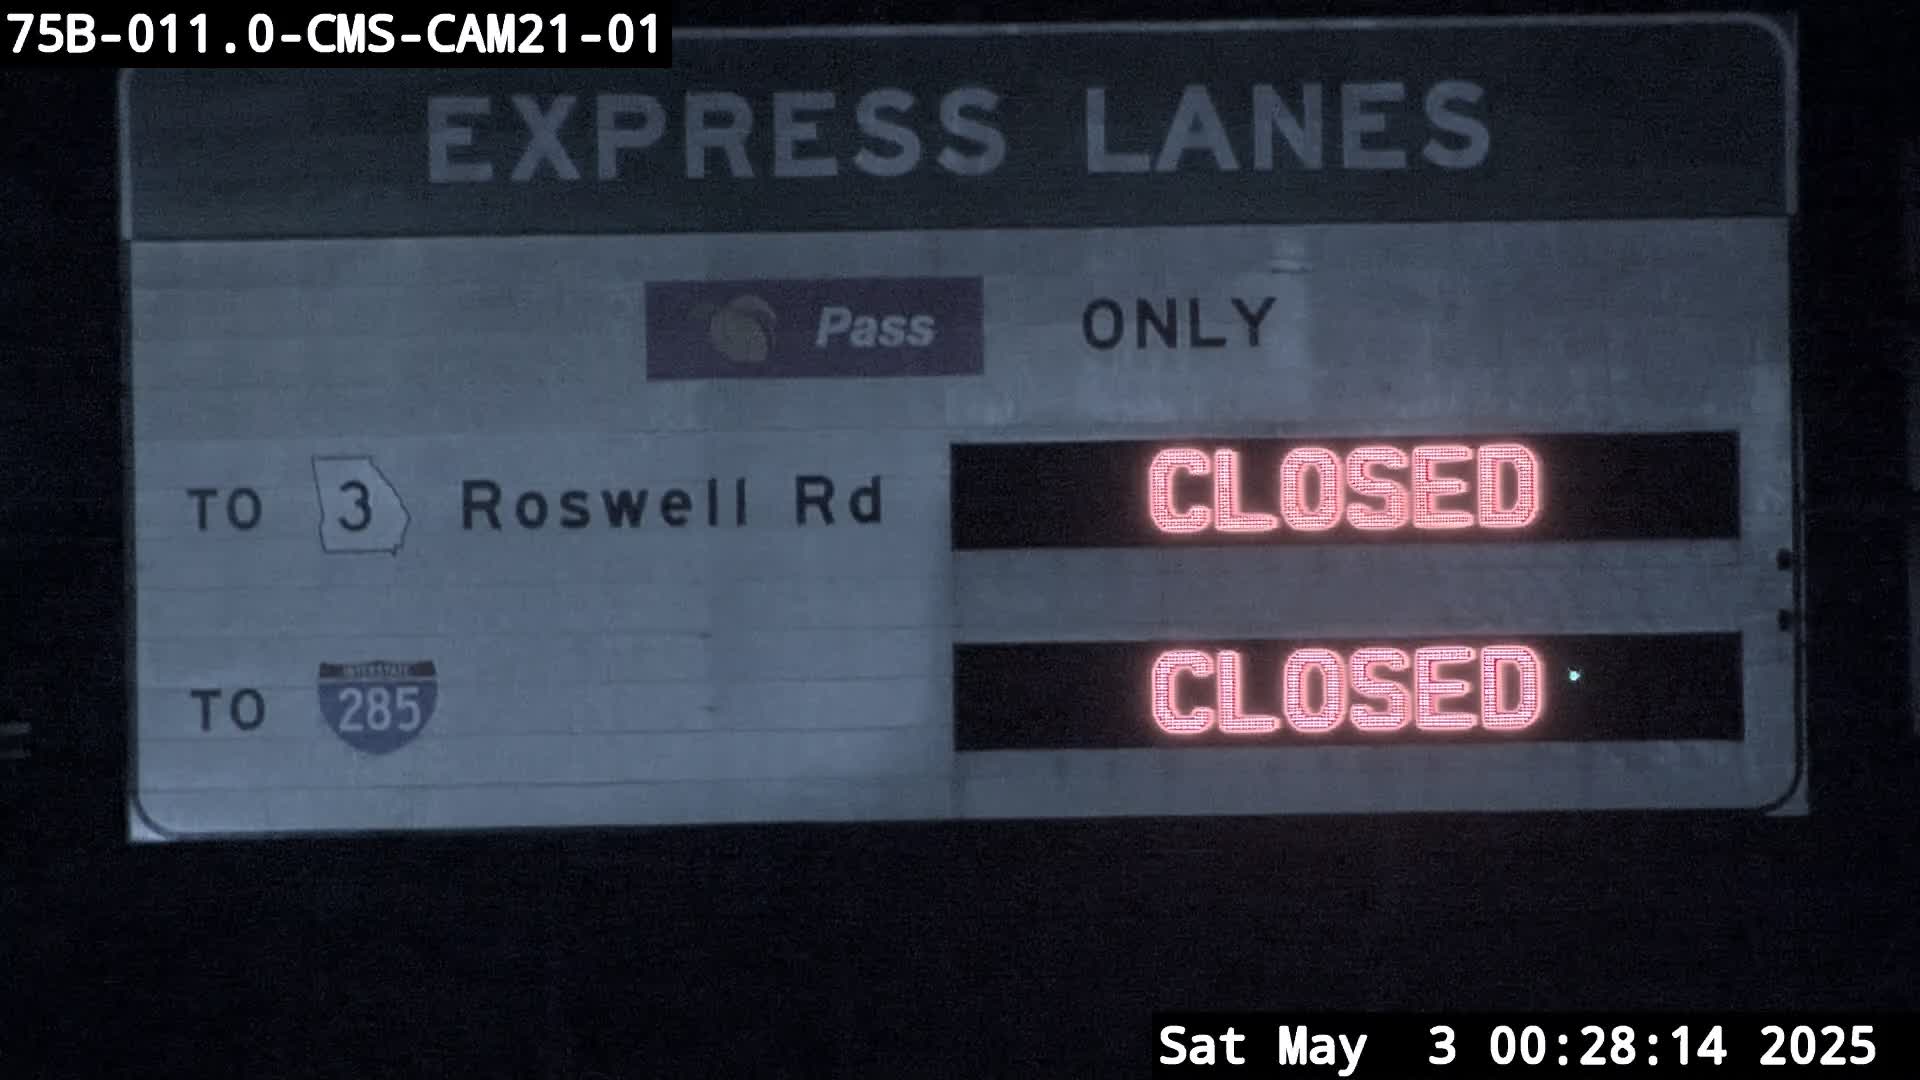 75B-011.0-CMS-CAM21-01
EXPRESS LANES
Pass ONLY
TO 3 Roswell Rd CLOSED
INTERSTATE
TO 285 CLOSED
Sat May 3 00:28:14 2025